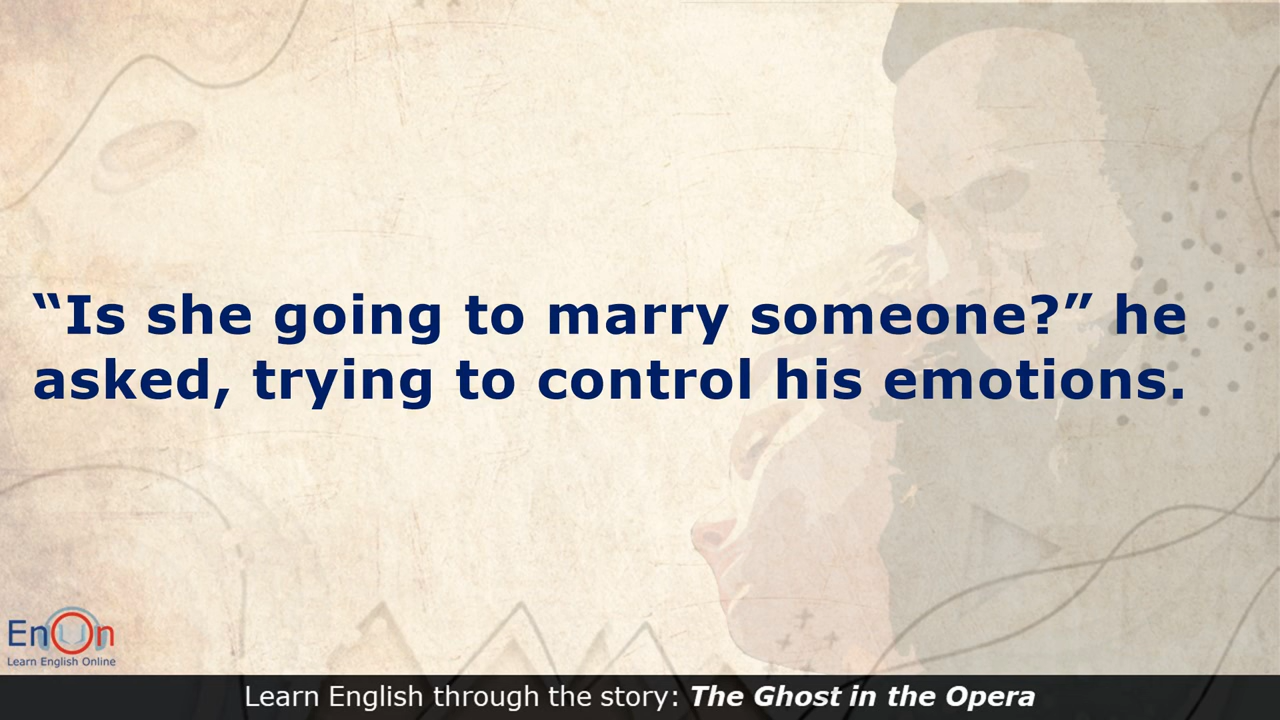 “Is she going to marry someone?” he
asked, trying to control his emotions.
EnOn
Learn English Online
Learn English through the story: The Ghost in the Opera